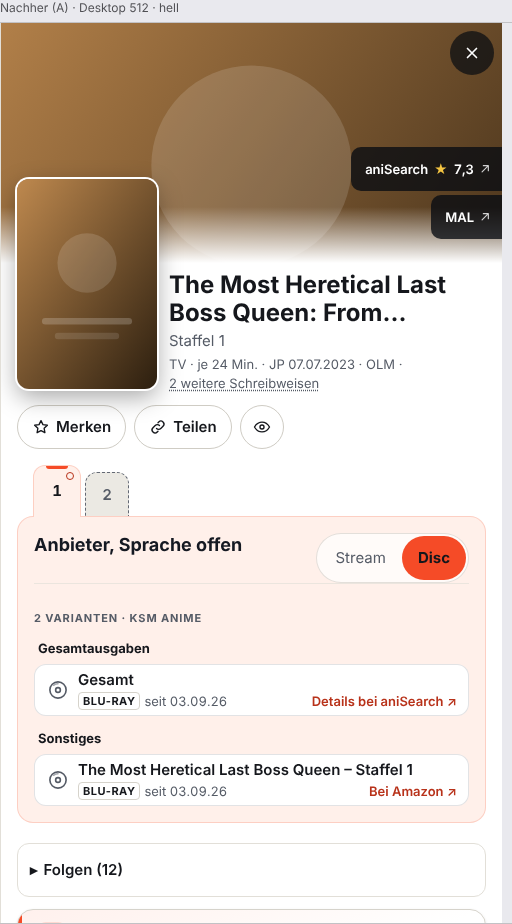 Nachher (A) · Desktop 512 · hell
aniSearch ★ 7,3 ↗
MAL ↗
The Most Heretical Last
Boss Queen: From...
Staffel 1
TV · je 24 Min. · JP 07.07.2023 · OLM ·
2 weitere Schreibweisen
Merken
Teilen
1
2
Anbieter, Sprache offen
Stream
Disc
2 VARIANTEN · KSM ANIME
Gesamtausgaben
Gesamt
BLU-RAY seit 03.09.26
Details bei aniSearch ↗
Sonstiges
The Most Heretical Last Boss Queen – Staffel 1
BLU-RAY seit 03.09.26
Bei Amazon ↗
▸ Folgen (12)